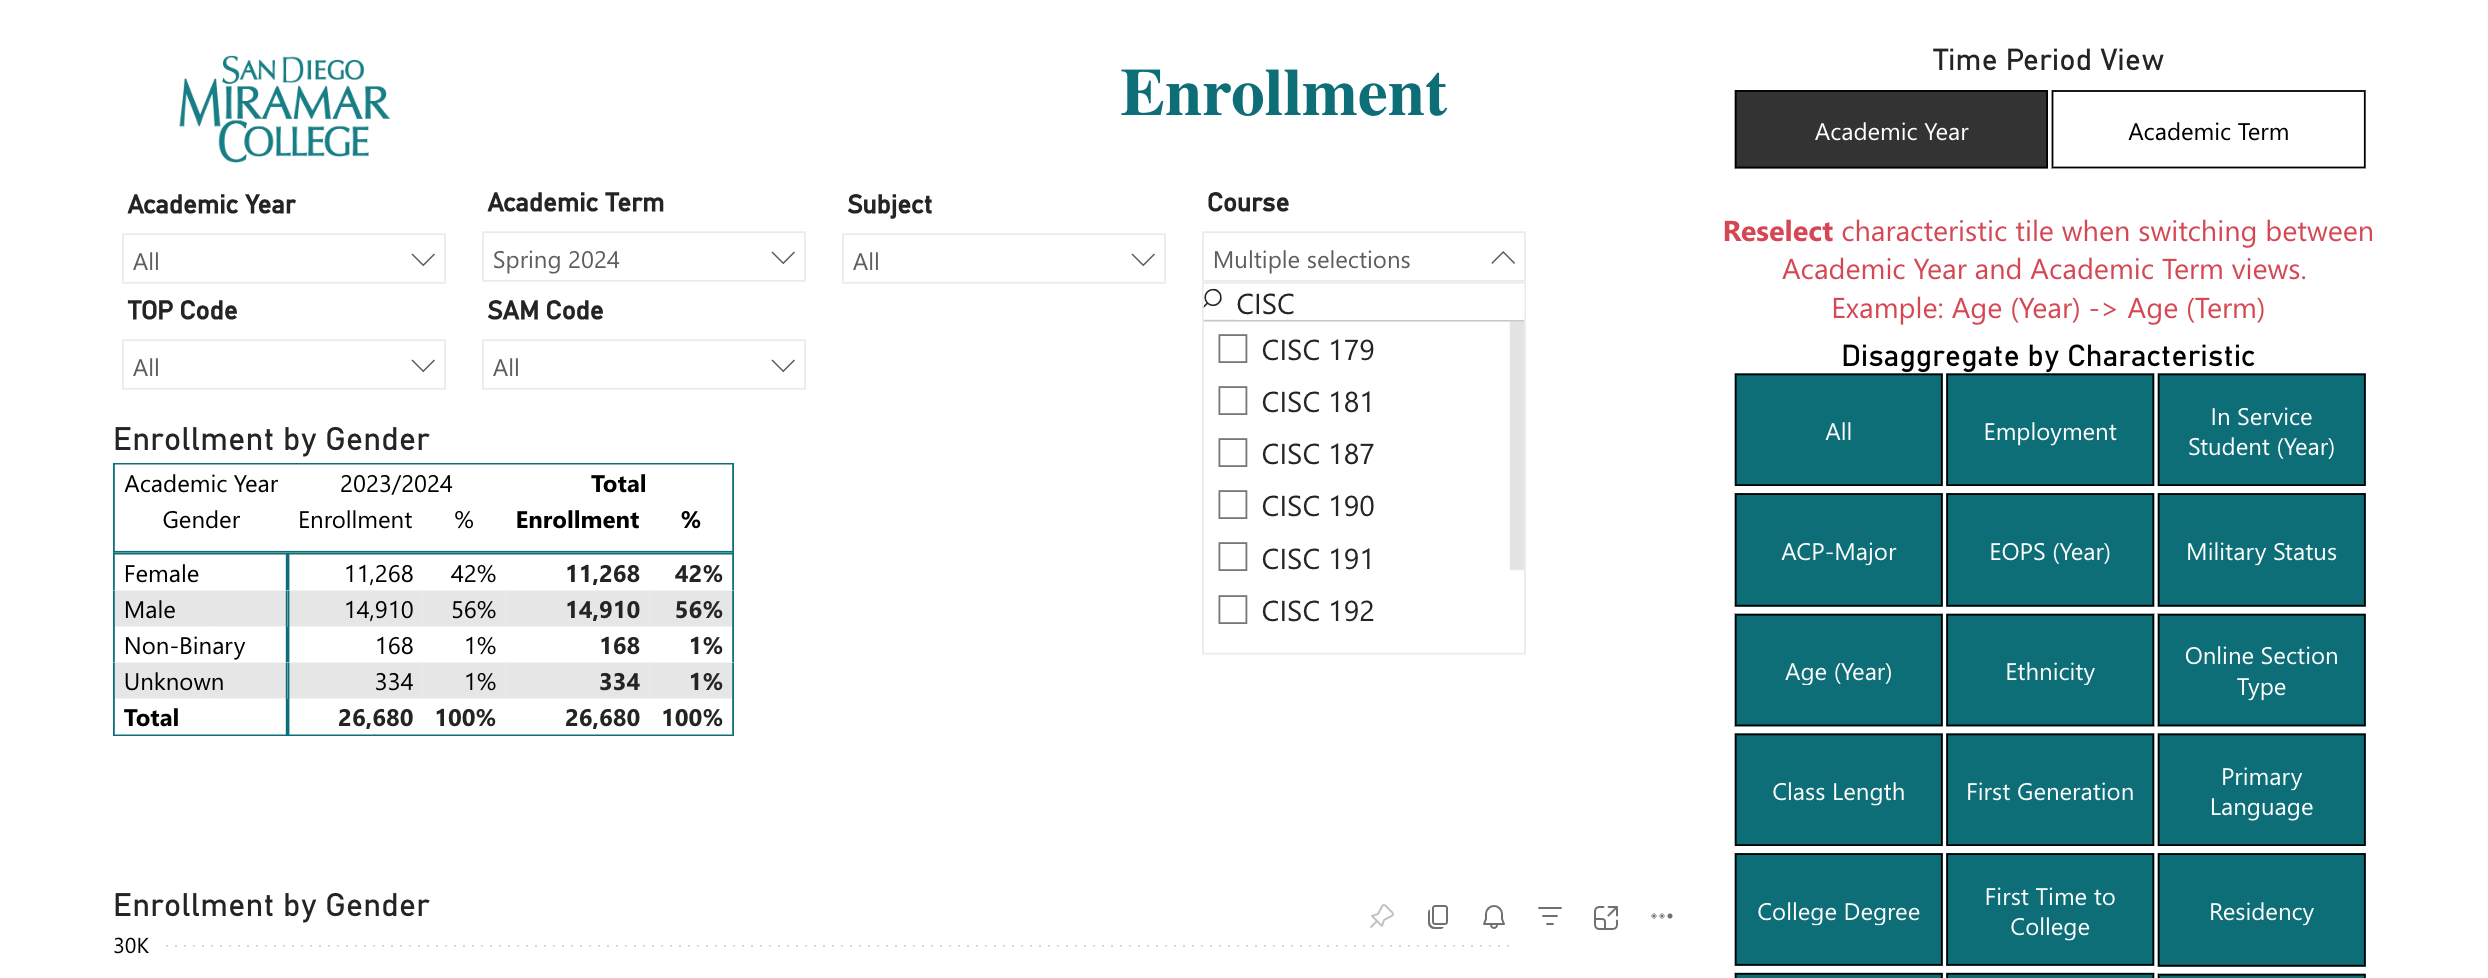 SAN DIEGO
MIRAMAR
COLLEGE
Enrollment
Time Period View
Academic Year
Academic Term
Reselect characteristic tile when switching between
Academic Year and Academic Term views.
Example: Age (Year) -> Age (Term)
Academic Year
Academic Term
Subject
Course
All
Spring 2024
All
Multiple selections
CISC
CISC 179
CISC 181
CISC 187
CISC 190
CISC 191
CISC 192
TOP Code
SAM Code
All
All
Disaggregate by Characteristic
All
Employment
In Service
Student (Year)
ACP-Major
EOPS (Year)
Military Status
Age (Year)
Ethnicity
Online Section
Type
Class Length
First Generation
Primary
Language
College Degree
First Time to
College
Residency
Enrollment by Gender
Academic Year 2023/2024 Total
Gender Enrollment % Enrollment %
Female 11,268 42% 11,268 42%
Male 14,910 56% 14,910 56%
Non-Binary 168 1% 168 1%
Unknown 334 1% 334 1%
Total 26,680 100% 26,680 100%
Enrollment by Gender
30K